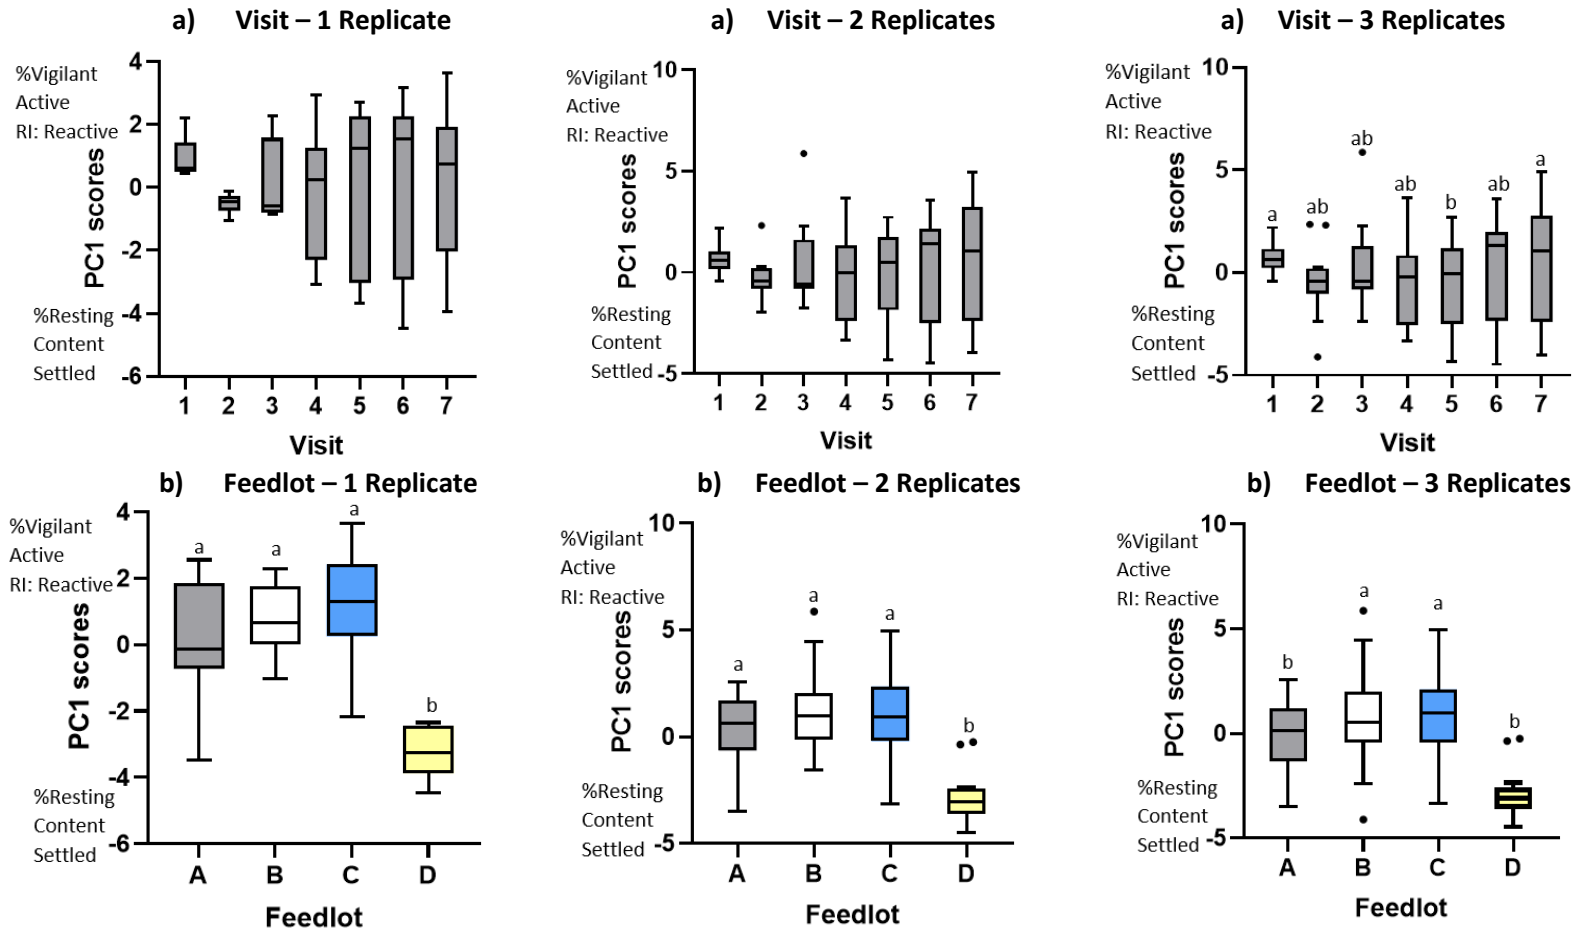 a) Visit – 1 Replicate
%Vigilant
Active
RI: Reactive
PC1 scores
%Resting
Content
Settled
4
2
0
-2
-4
-6
1 2 3 4 5 6 7
Visit
a) Visit – 2 Replicates
%Vigilant
Active
RI: Reactive
PC1 scores
%Resting
Content
Settled
10
5
0
-5
1 2 3 4 5 6 7
Visit
a) Visit – 3 Replicates
%Vigilant
Active
RI: Reactive
PC1 scores
%Resting
Content
Settled
10
5
0
-5
a ab ab ab b ab a
1 2 3 4 5 6 7
Visit
b) Feedlot – 1 Replicate
%Vigilant
Active
RI: Reactive
PC1 scores
%Resting
Content
Settled
4
2
0
-2
-4
-6
a a a b
A B C D
Feedlot
b) Feedlot – 2 Replicates
%Vigilant
Active
RI: Reactive
PC1 scores
%Resting
Content
Settled
10
5
0
-5
a a a b
A B C D
Feedlot
b) Feedlot – 3 Replicates
%Vigilant
Active
RI: Reactive
PC1 scores
%Resting
Content
Settled
10
5
0
-5
b a a b
A B C D
Feedlot